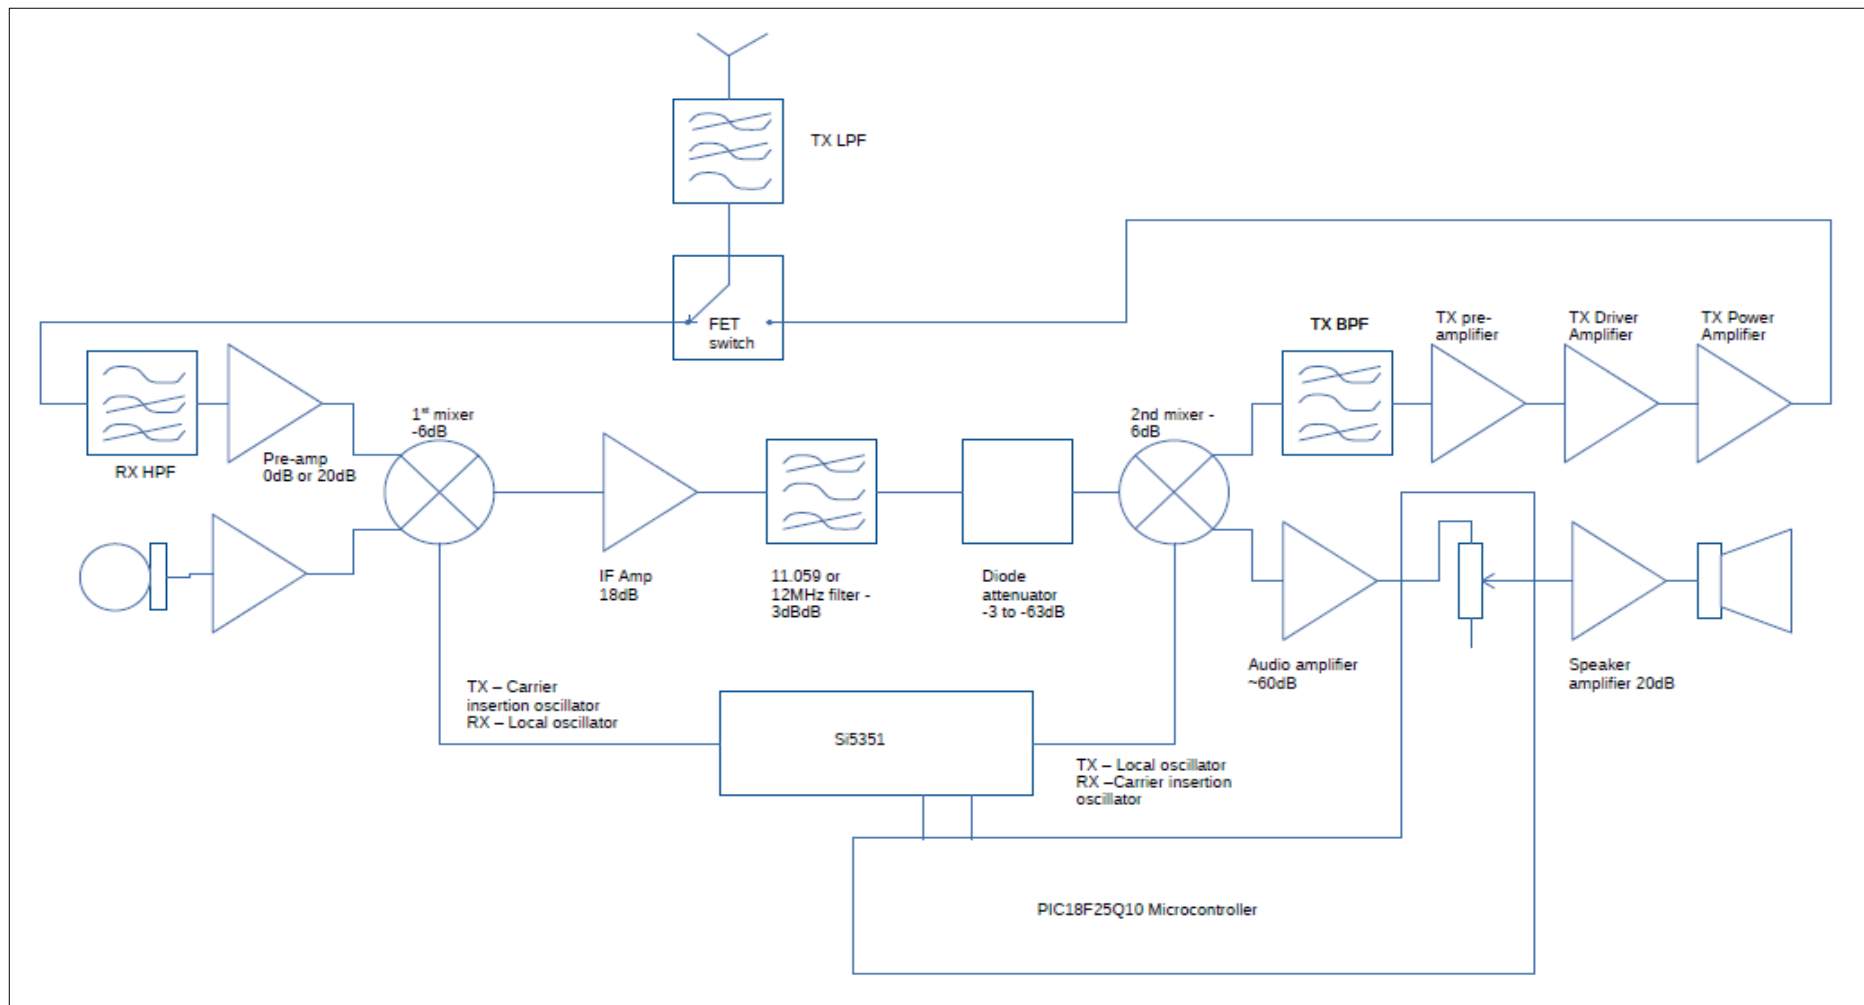 TX LPF
FET
switch
TX BPF
TX pre-
amplifier
TX Driver
Amplifier
TX Power
Amplifier
RX HPF
Pre-amp
0dB or 20dB
1st mixer
-6dB
2nd mixer -
6dB
IF Amp
18dB
11.059 or
12MHz filter -
3dBdB
Diode
attenuator
-3 to -63dB
Audio amplifier
~60dB
Speaker
amplifier 20dB
TX – Carrier
insertion oscillator
RX – Local oscillator
Si5351
TX – Local oscillator
RX –Carrier insertion
oscillator
PIC18F25Q10 Microcontroller